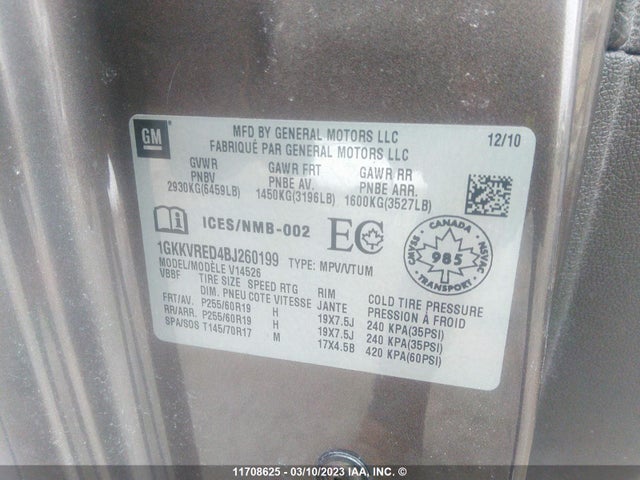 GM
MFD BY GENERAL MOTORS LLC
12/10
FABRIQUÉ PAR GENERAL MOTORS LLC
GVWR GAWR FRT GAWR RR
PNBV PNBE AV. PNBE ARR.
2930KG(6459LB) 1450KG(3196LB) 1600KG(3527LB)
ICES/NMB-002
EC
CANADA
CMVSS 985 NSVAC
TRANSPORT
1GKKVRED4BJ260199 TYPE: MPV/VTUM
MODEL/MODÈLE V14526
VBBF TIRE SIZE SPEED RTG RIM COLD TIRE PRESSURE
DIM. PNEU COTE VITESSE JANTE PRESSION À FROID
FRT/AV. P255/60R19 H 19X7.5J 240 KPA(35PSI)
RR/ARR. P255/60R19 H 19X7.5J 240 KPA(35PSI)
SPA/SOS T145/70R17 M 17X4.5B 420 KPA(60PSI)
11708625 - 03/10/2023 IAA, Inc. ©